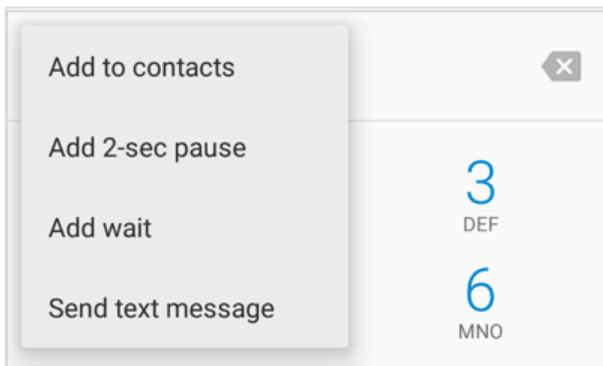 Add to contacts
Add 2-sec pause
3
DEF
Add wait
6
MNO
Send text message